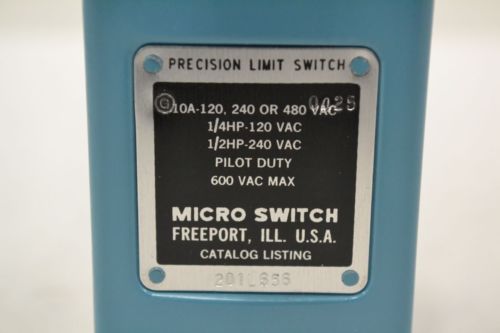 PRECISION LIMIT SWITCH
G 10A-120, 240 OR 480 VAC 0425
1/4HP-120 VAC
1/2HP-240 VAC
PILOT DUTY
600 VAC MAX
MICRO SWITCH
FREEPORT, ILL. U.S.A.
CATALOG LISTING